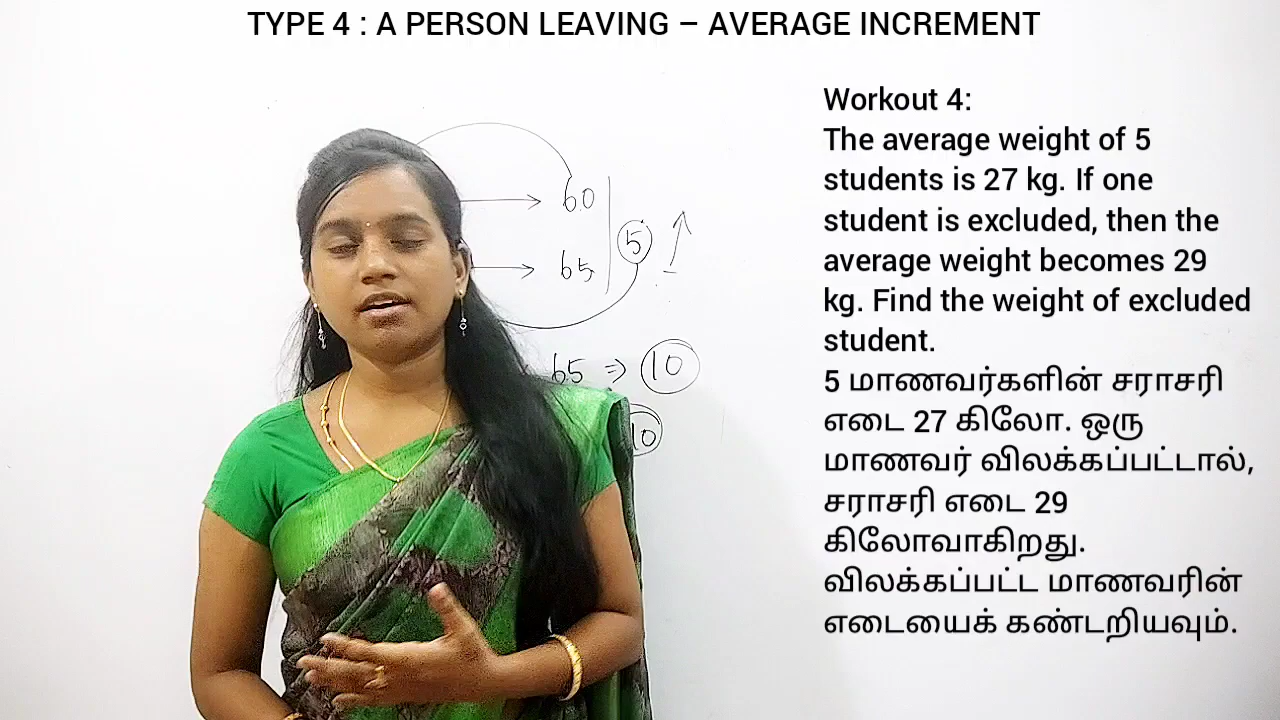 TYPE 4 : A PERSON LEAVING – AVERAGE INCREMENT
Workout 4:
The average weight of 5
students is 27 kg. If one
student is excluded, then the
average weight becomes 29
kg. Find the weight of excluded
student.
5 மாணவர்களின் சராசரி
எடை 27 கிலோ. ஒரு
மாணவர் விலக்கப்பட்டால்,
சராசரி எடை 29
கிலோவாகிறது.
விலக்கப்பட்ட மாணவரின்
எடையைக் கண்டறியவும்.
→ 60
5 ↑
→ 65
65 ⇒ 10
10